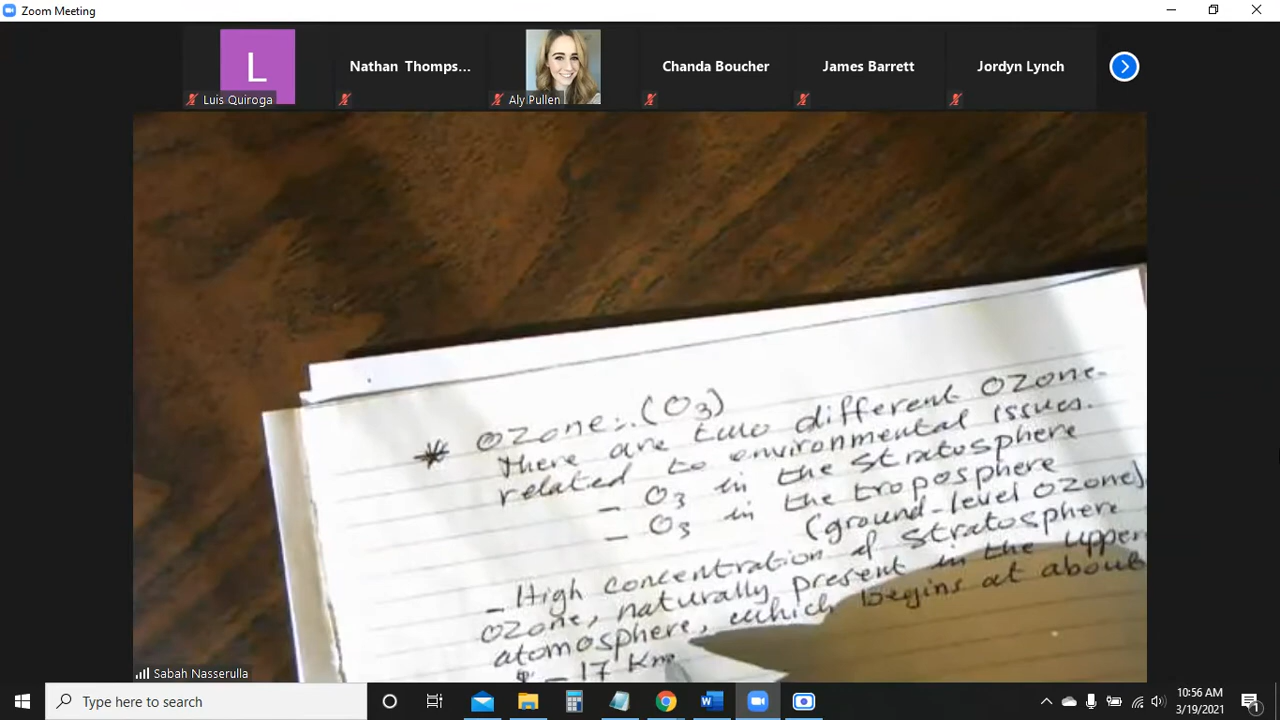 Zoom Meeting
L
Luis Quiroga
Nathan Thomps...
Aly Pullen
Chanda Boucher
James Barrett
Jordyn Lynch
* Ozone:. (O3)
There are two different Ozone
related to environmental issues.
- O3 in the stratosphere
- O3 in the troposphere
(ground-level Ozone)
- High concentration of stratosphere
Ozone, naturally present in the upper
atomosphere, which begins at about
- 17 Km
Sabah Nasserulla
Type here to search
W
10:56 AM
3/19/2021
1